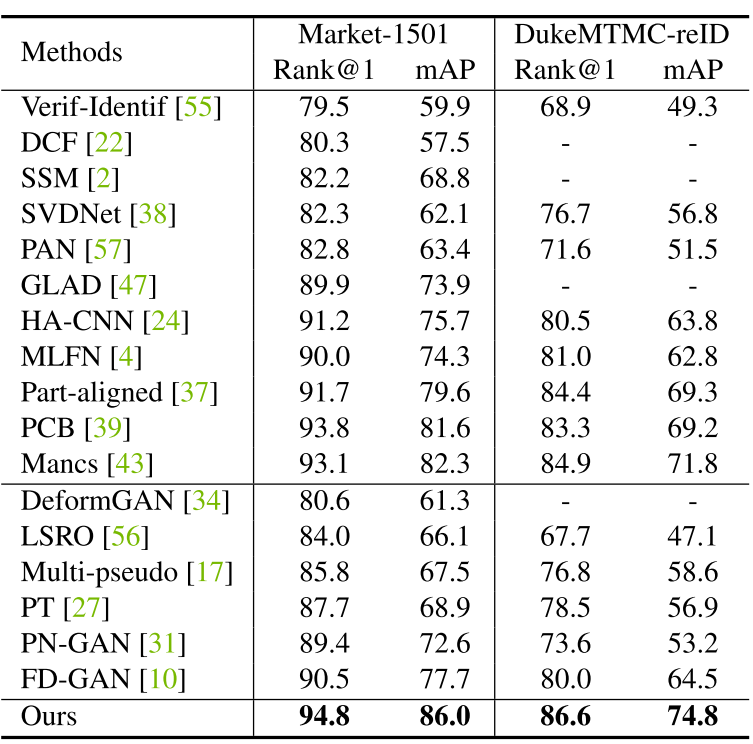 Methods Market-1501 DukeMTMC-reID
Rank@1 mAP Rank@1 mAP
Verif-Identif [55] 79.5 59.9 68.9 49.3
DCF [22] 80.3 57.5 - -
SSM [2] 82.2 68.8 - -
SVDNet [38] 82.3 62.1 76.7 56.8
PAN [57] 82.8 63.4 71.6 51.5
GLAD [47] 89.9 73.9 - -
HA-CNN [24] 91.2 75.7 80.5 63.8
MLFN [4] 90.0 74.3 81.0 62.8
Part-aligned [37] 91.7 79.6 84.4 69.3
PCB [39] 93.8 81.6 83.3 69.2
Mancs [43] 93.1 82.3 84.9 71.8
DeformGAN [34] 80.6 61.3 - -
LSRO [56] 84.0 66.1 67.7 47.1
Multi-pseudo [17] 85.8 67.5 76.8 58.6
PT [27] 87.7 68.9 78.5 56.9
PN-GAN [31] 89.4 72.6 73.6 53.2
FD-GAN [10] 90.5 77.7 80.0 64.5
Ours 94.8 86.0 86.6 74.8